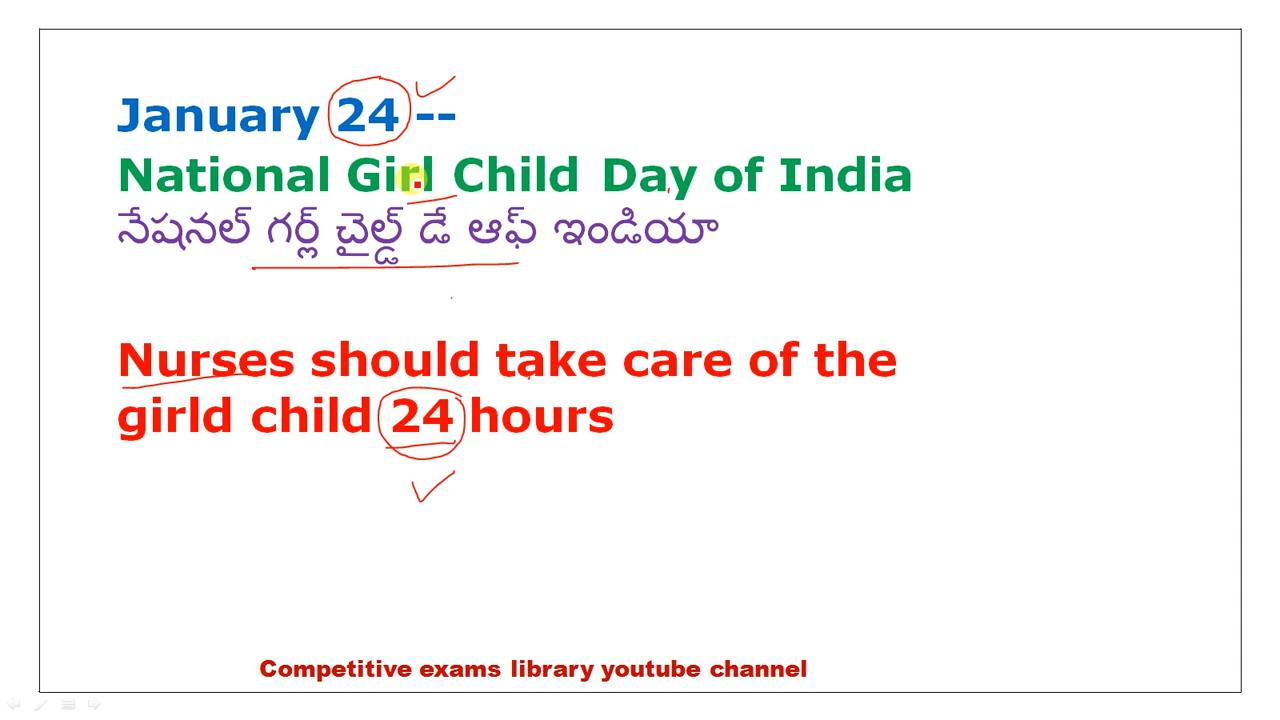 January 24 --
National Girl Child Day of India
నేషనల్ గర్ల్ చైల్డ్ డే ఆఫ్ ఇండియా
Nurses should take care of the
girld child 24 hours
Competitive exams library youtube channel